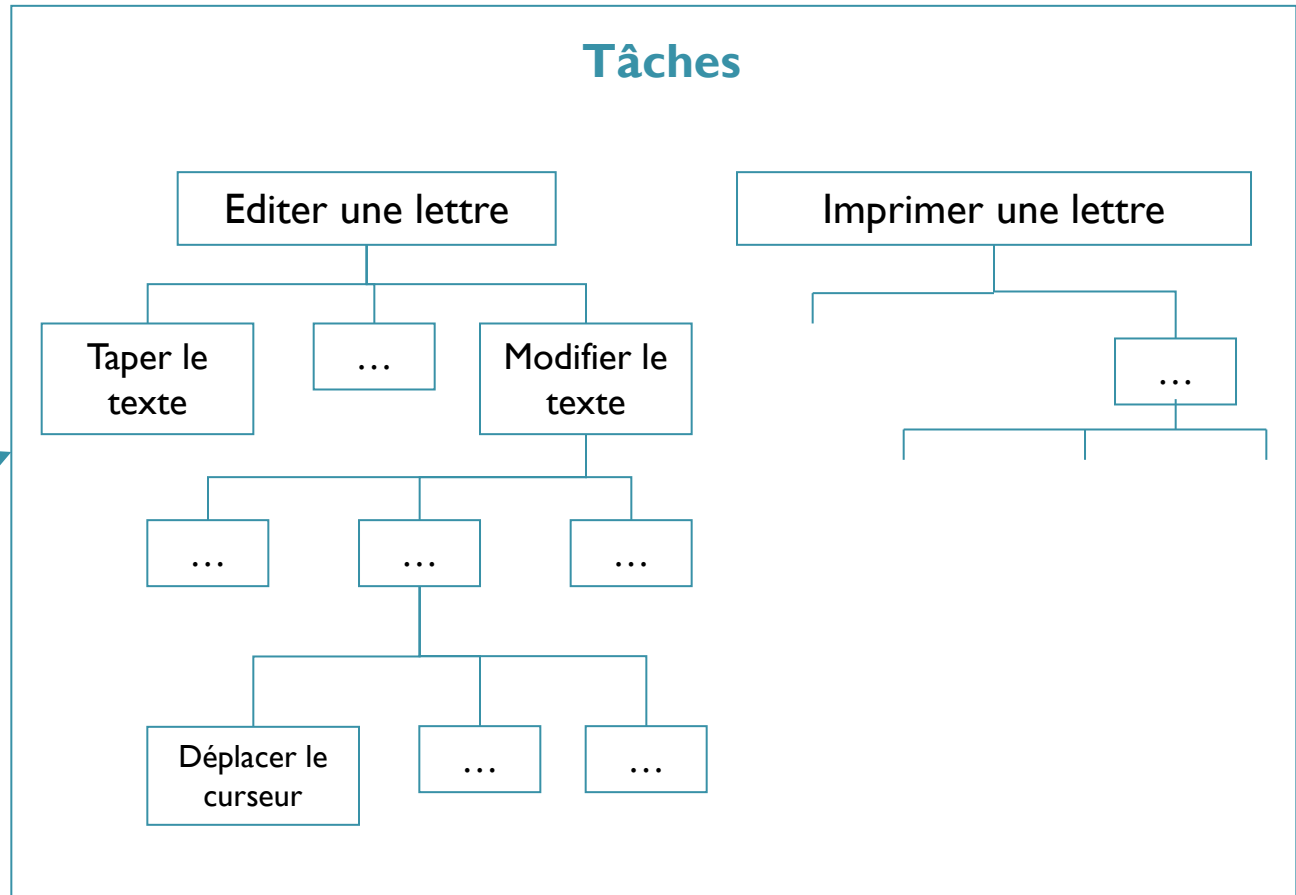 Tâches
Editer une lettre
Imprimer une lettre
Taper le
texte
…
Modifier le
texte
…
…
…
…
Déplacer le
curseur
…
…